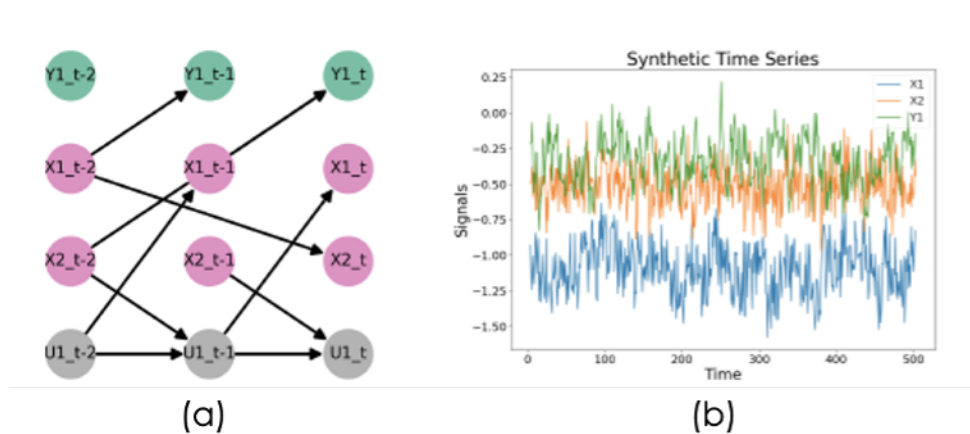 Y1_t-2 Y1_t-1 Y1_t
X1_t-2 X1_t-1 X1_t
X2_t-2 X2_t-1 X2_t
U1_t-2 U1_t-1 U1_t
(a)
Synthetic Time Series
X1
X2
Y1
Signals
0.25
0.00
−0.25
−0.50
−0.75
−1.00
−1.25
−1.50
0 100 200 300 400 500
Time
(b)